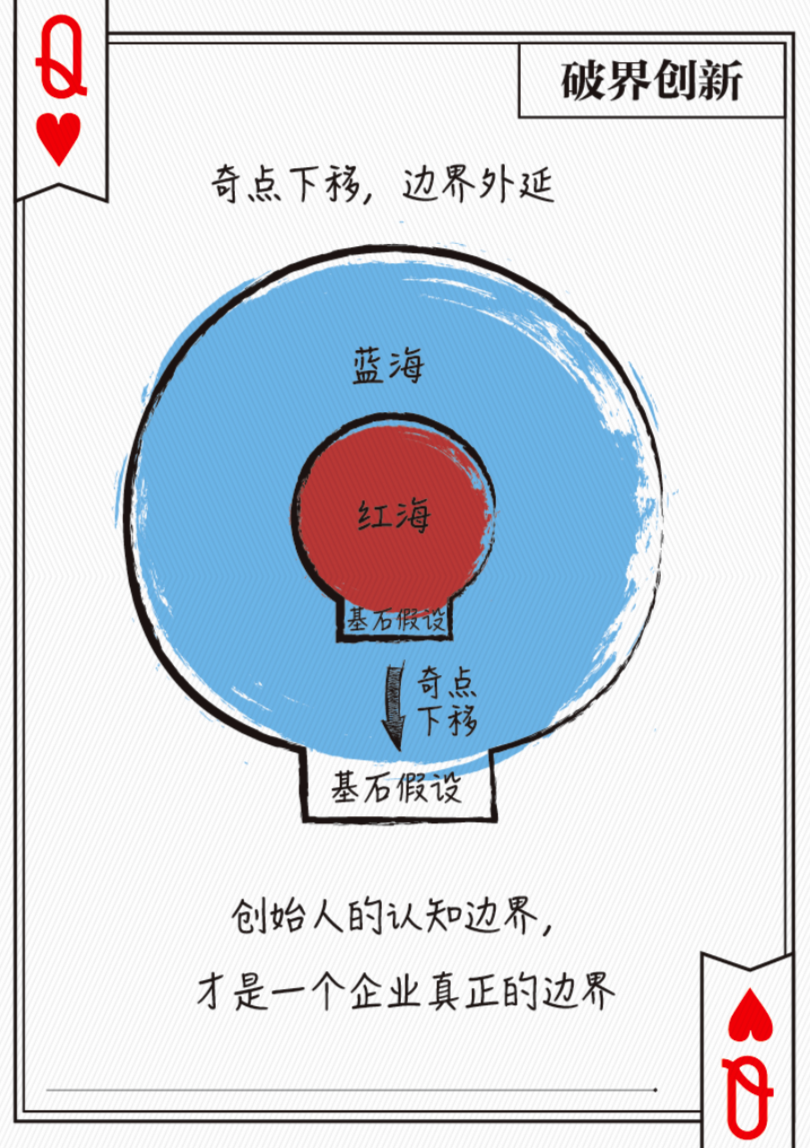 Q
破界创新
奇点下移，边界外延
蓝海
红海
基石假设
奇点
下移
基石假设
创始人的认知边界，
才是一个企业真正的边界
Q